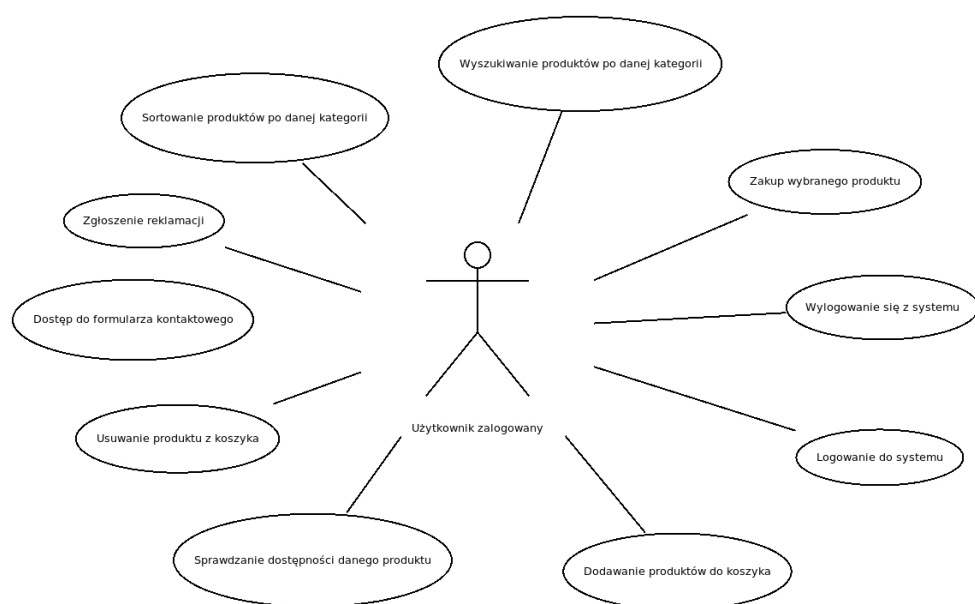 Wyszukiwanie produktów po danej kategorii
Sortowanie produktów po danej kategorii
Zakup wybranego produktu
Zgłoszenie reklamacji
Wylogowanie się z systemu
Dostęp do formularza kontaktowego
Użytkownik zalogowany
Usuwanie produktu z koszyka
Logowanie do systemu
Sprawdzanie dostępności danego produktu
Dodawanie produktów do koszyka